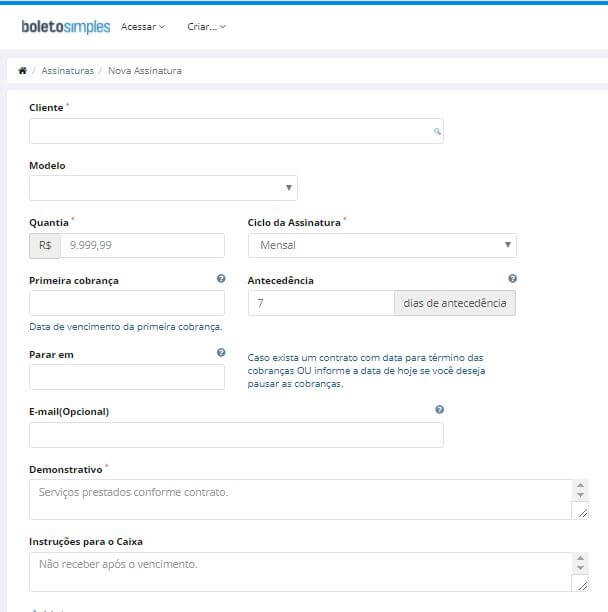 boletosimples Acessar Criar...
/ Assinaturas / Nova Assinatura
Cliente *
Modelo
Quantia * Ciclo da Assinatura *
R$ 9.999,99 Mensal
Primeira cobrança Antecedência
7 dias de antecedência
Data de vencimento da primeira cobrança.
Parar em
Caso exista um contrato com data para término das
cobranças OU informe a data de hoje se você deseja
pausar as cobranças.
E-mail(Opcional)
Demonstrativo *
Serviços prestados conforme contrato.
Instruções para o Caixa
Não receber após o vencimento.